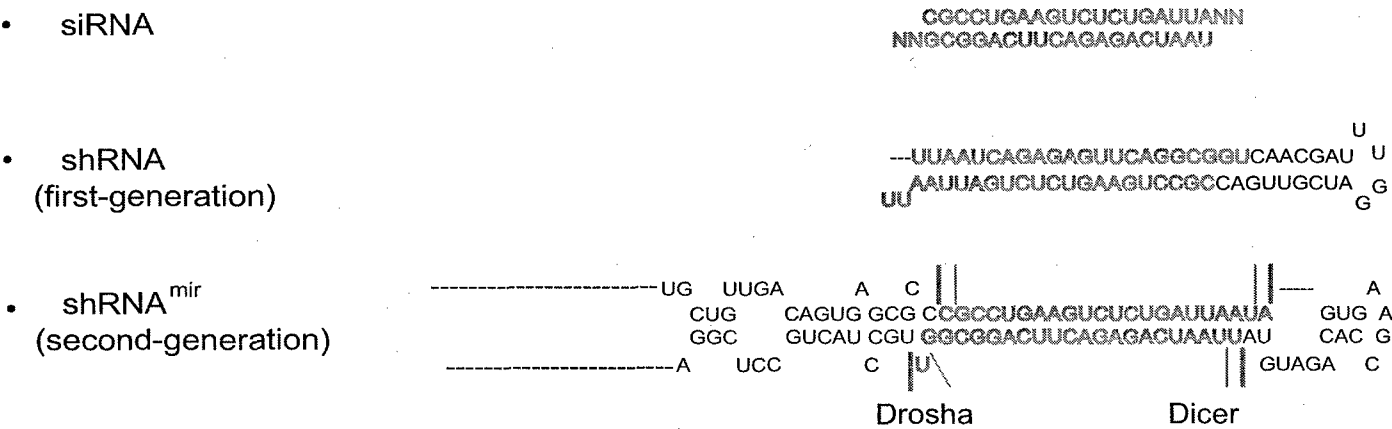 • siRNA
CGCCUGAAGUCUCUGAUUANN
NNGCGGACUUCAGAGACUAAU
U
• shRNA ---UUAAUCAGAGAGUUCAGGCGGUCAACGAU U
(first-generation) UUAAUUAGUCUCUGAAGUCCGCCAGUUGCUA G
G
• shRNAmir
(second-generation)
-----------------------UG UUGA A C ----- A
CUG CAGUG GCGC CCGCCUGAAGUCUCUGAUUAAUA GUG A
GGC GUCAU CGU GGCGGACUUCAGAGACUAAUUAU CAC G
-----------------------A UCC C U GUAGA C
Drosha Dicer